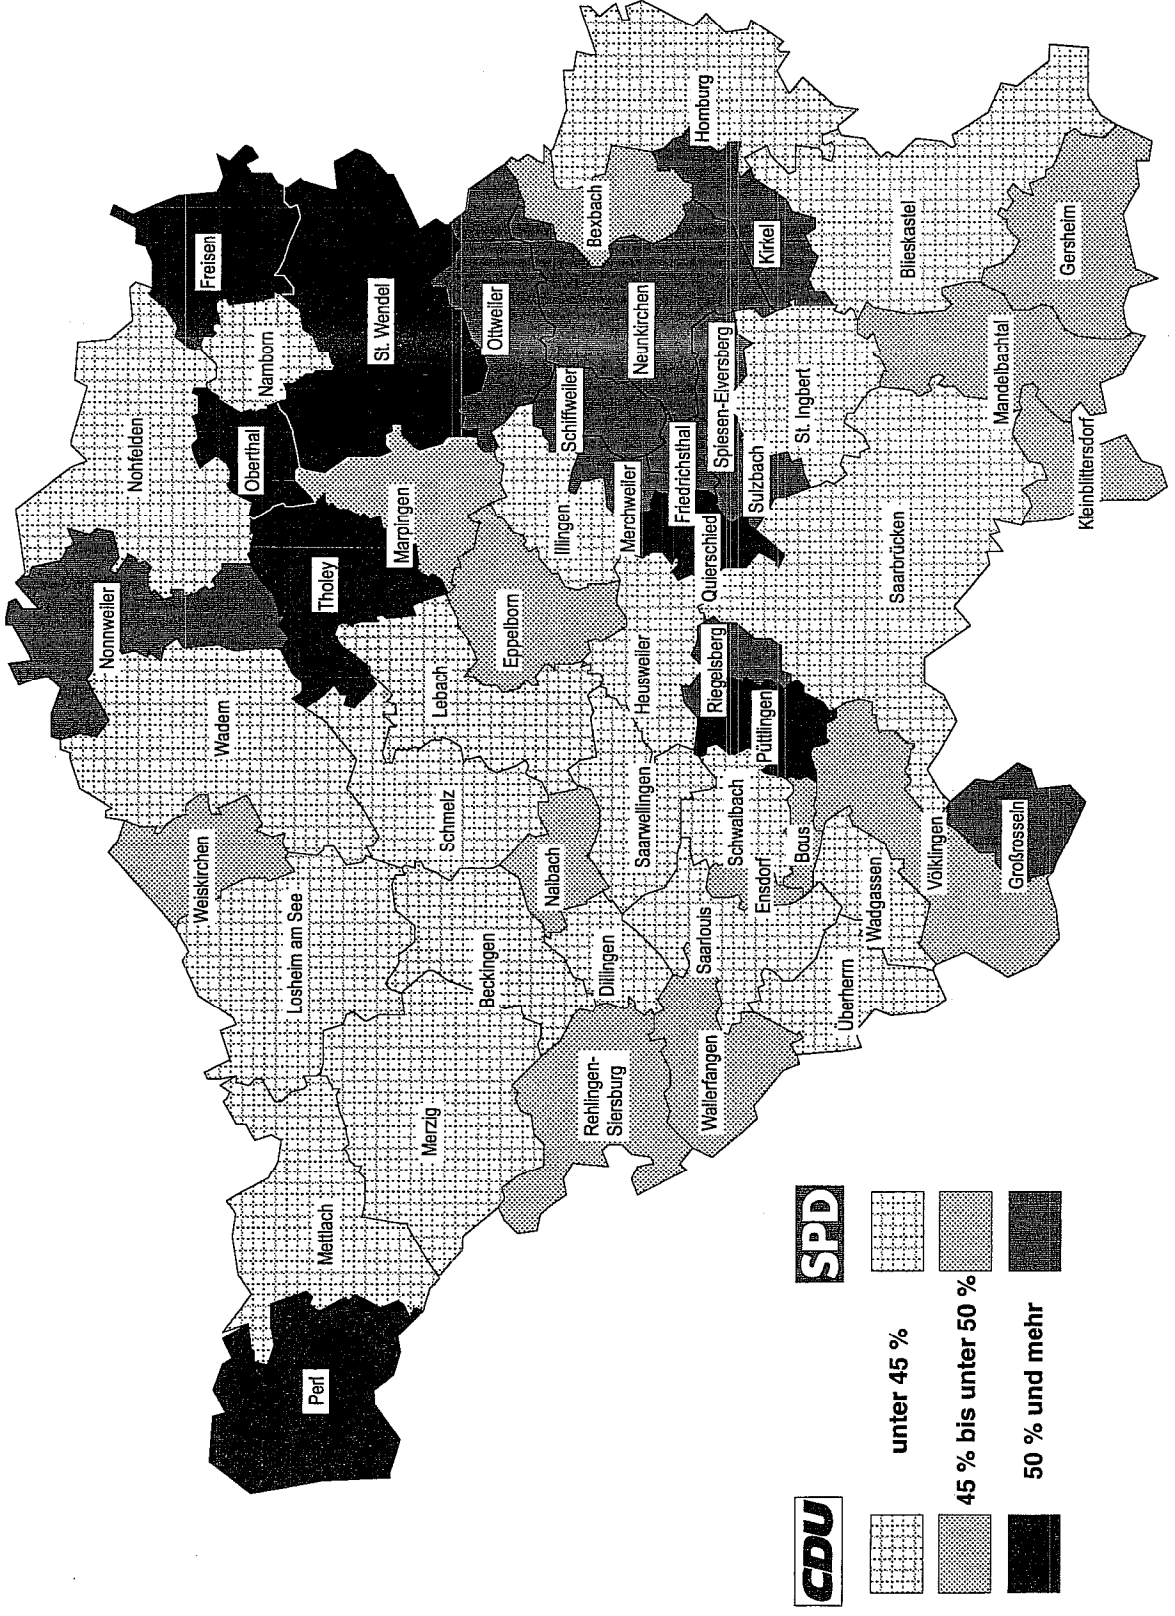 Freisen
Nohfelden
Namborn
Oberthal
St. Wendel
Nonnweiler
Tholey
Marpingen
Ottweiler
Bexbach
Homburg
Schiffweiler
Neunkirchen
Kirkel
Illingen
Merchweiler
Friedrichsthal
Spiesen-Elversberg
Sulzbach
Quierschied
St. Ingbert
Blieskastel
Gersheim
Mandelbachtal
Kleinblittersdorf
Saarbrücken
Eppelborn
Lebach
Heusweiler
Riegelsberg
Püttlingen
Wadern
Weiskirchen
Losheim am See
Schmelz
Nalbach
Saarwellingen
Schwalbach
Ensdorf
Bous
Völklingen
Großrosseln
Wadgassen
Überherrn
Saarlouis
Dillingen
Beckingen
Merzig
Mettlach
Perl
Rehlingen-
Siersburg
Wallerfangen
CDU
SPD
unter 45 %
45 % bis unter 50 %
50 % und mehr